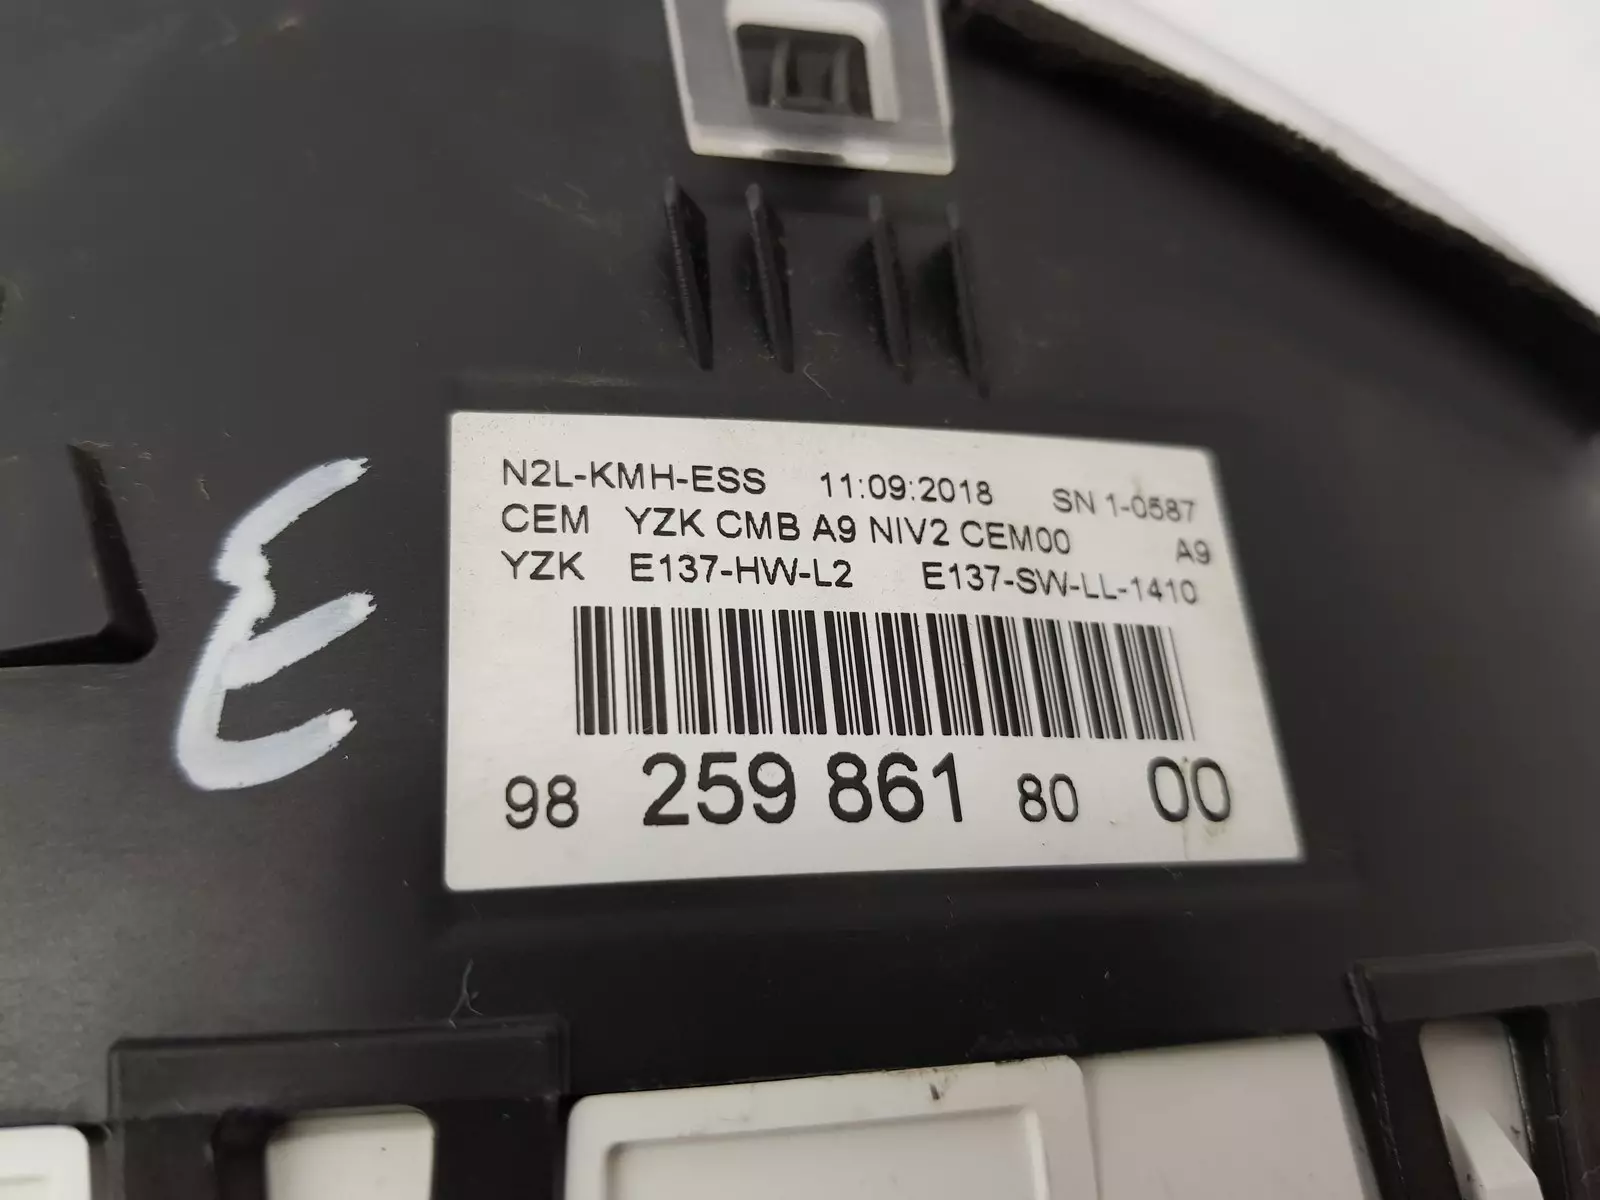 N2L-KMH-ESS 11:09:2018 SN 1-0587
CEM YZK CMB A9 NIV2 CEM00 A9
YZK E137-HW-L2 E137-SW-LL-1410
98 259 861 80 00
E